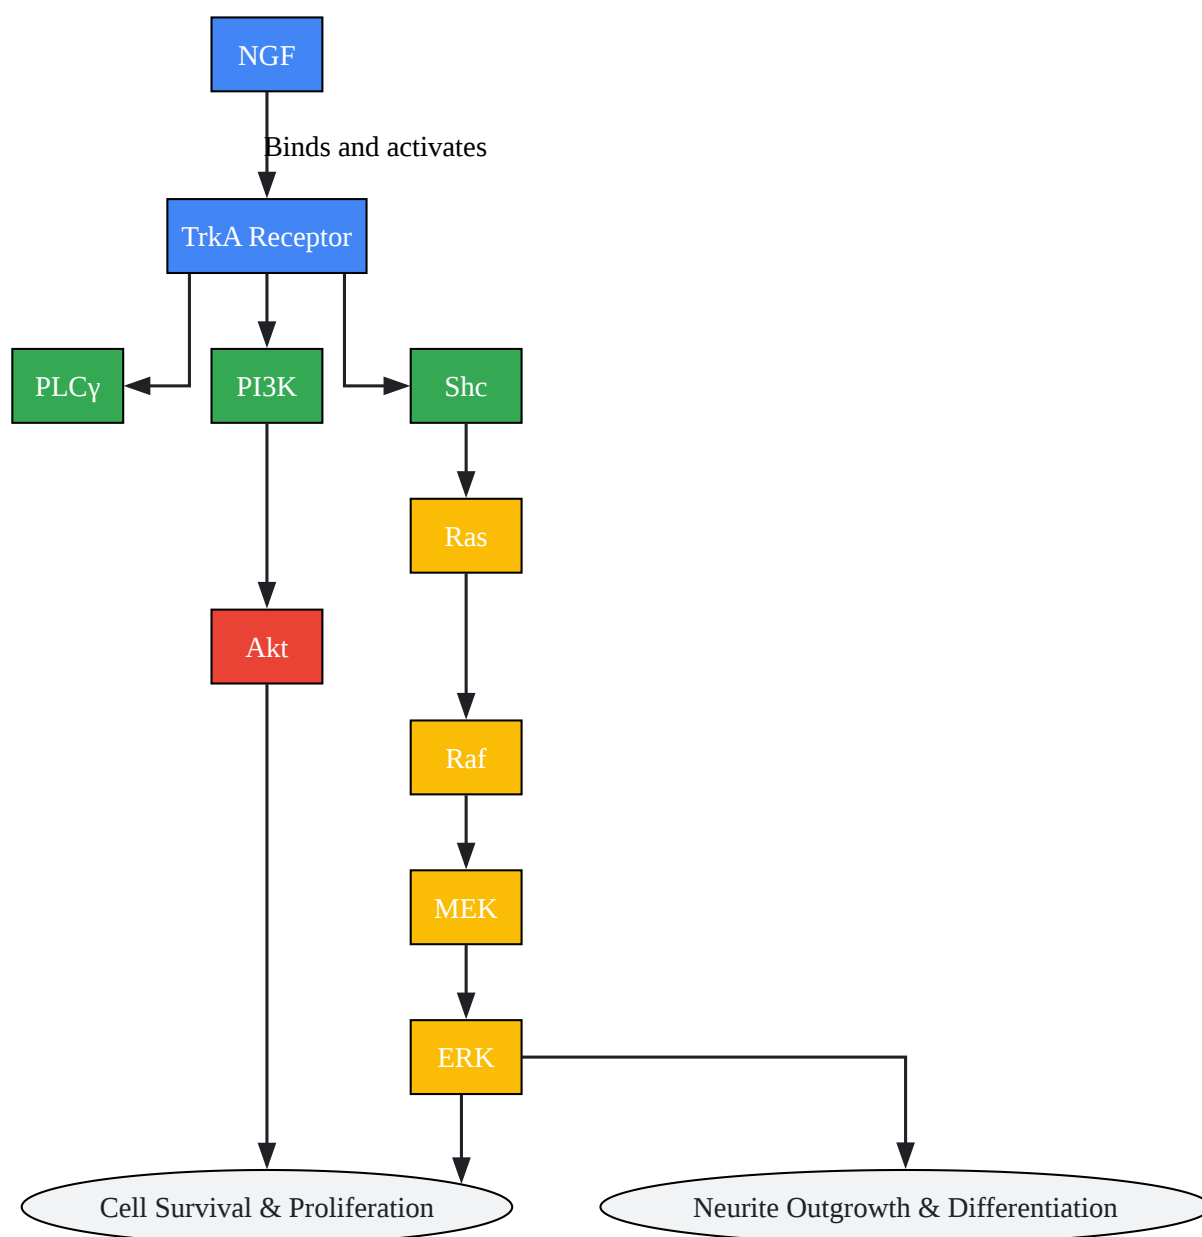 NGF
Binds and activates
TrkA Receptor
PLCγ
PI3K
Shc
Ras
Akt
Raf
MEK
ERK
Cell Survival & Proliferation
Neurite Outgrowth & Differentiation